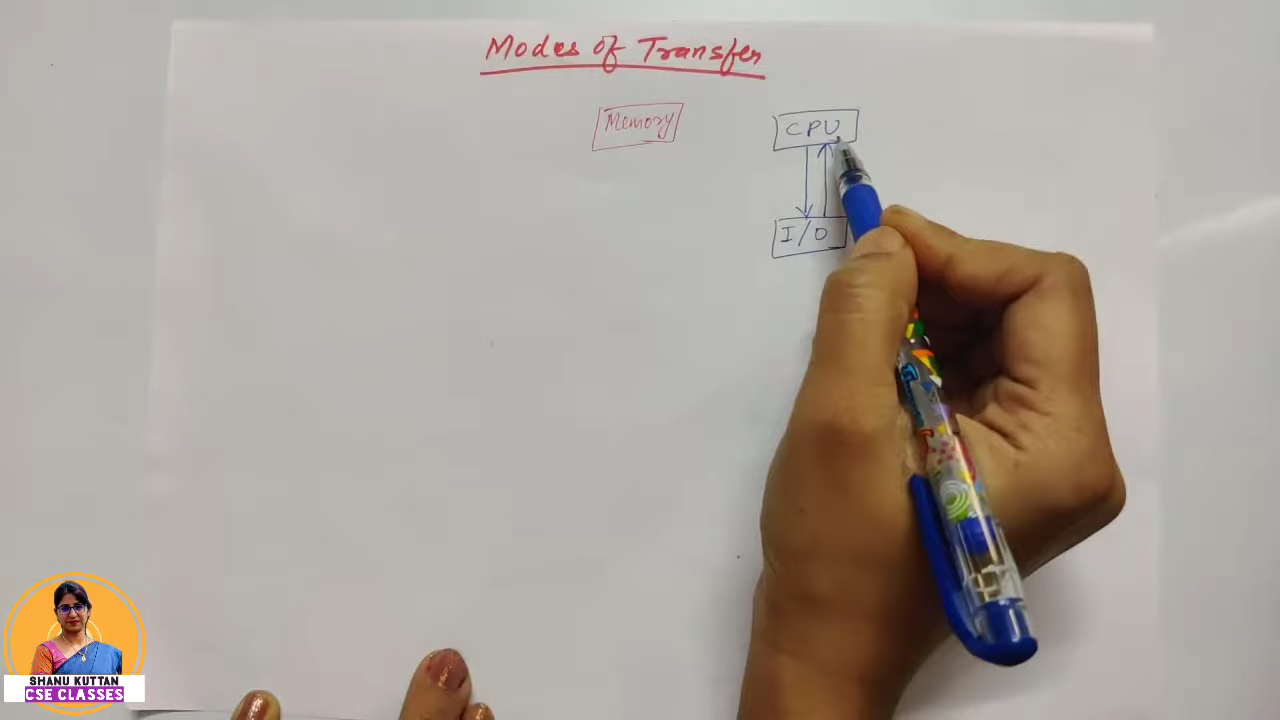 Modes of Transfer
Memory
CPU
I/O
SHANU KUTTAN
CSE CLASSES